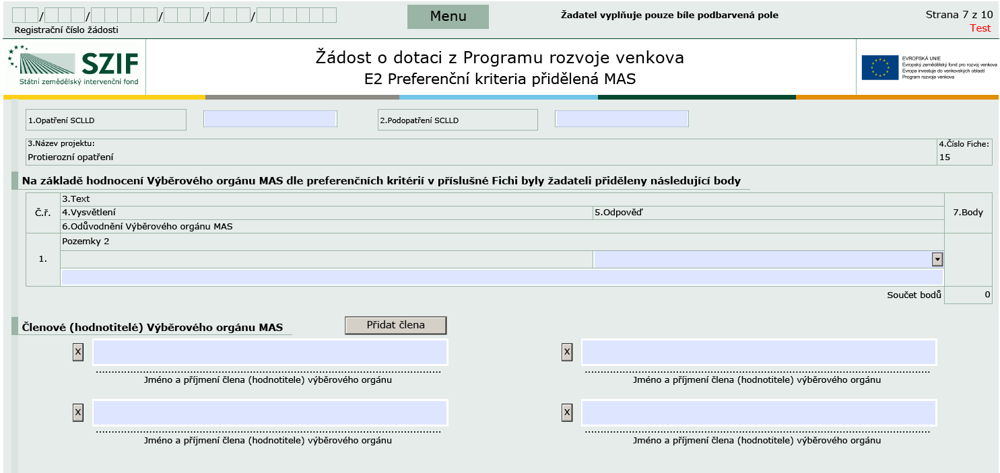 / / / / / /
Registrační číslo žádosti
Menu
Žadatel vyplňuje pouze bíle podbarvená pole
Strana 7 z 10
Test
SZIF
Státní zemědělský intervenční fond
Žádost o dotaci z Programu rozvoje venkova
E2 Preferenční kriteria přidělená MAS
EVROPSKÁ UNIE
Evropský zemědělský fond pro rozvoj venkova
Evropa investuje do venkovských oblastí
Program rozvoje venkova
1.Opatření SCLLD
2.Podopatření SCLLD
3.Název projektu:
Protierozní opatření
4.Číslo Fiche:
15
Na základě hodnocení Výběrového orgánu MAS dle preferenčních kritérií v příslušné Fichi byly žadateli přiděleny následující body
Č.ř.
3.Text
4.Vysvětlení
5.Odpověď
6.Odůvodnění Výběrového orgánu MAS
7.Body
1.
Pozemky 2
Součet bodů
0
Členové (hodnotitelé) Výběrového orgánu MAS
Přidat člena
X
Jméno a příjmení člena (hodnotitele) výběrového orgánu
X
Jméno a příjmení člena (hodnotitele) výběrového orgánu
X
Jméno a příjmení člena (hodnotitele) výběrového orgánu
X
Jméno a příjmení člena (hodnotitele) výběrového orgánu